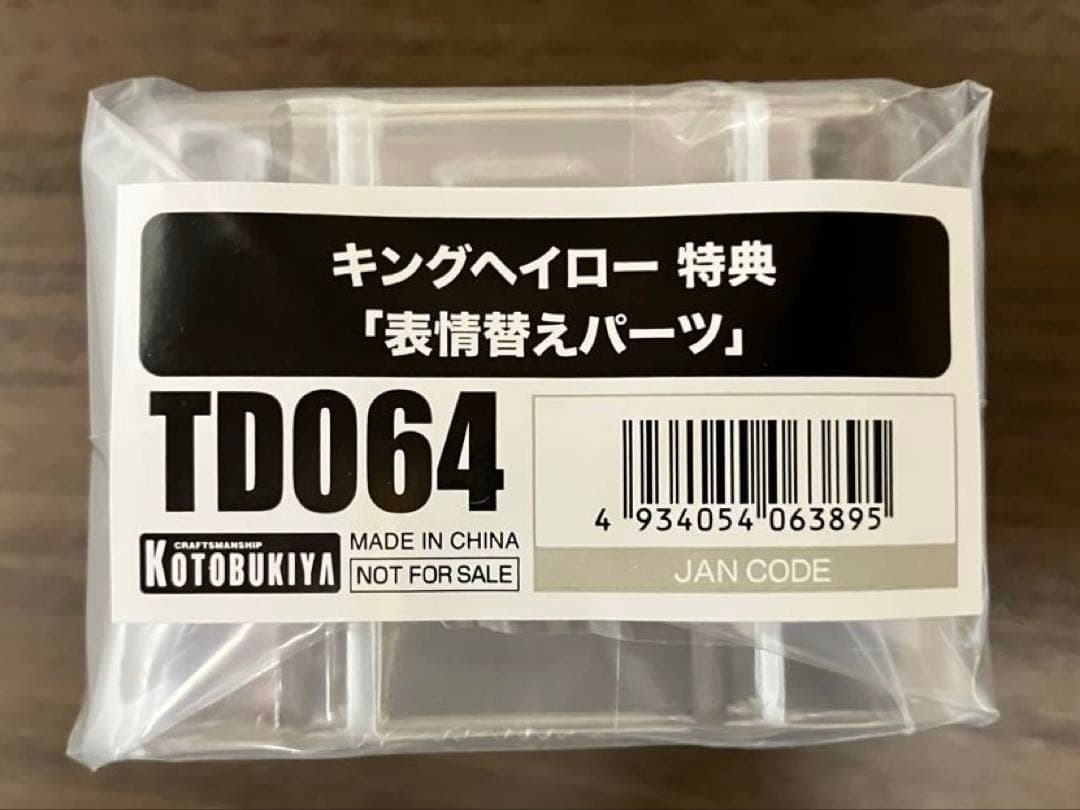 キングヘイロー 特典
「表情替えパーツ」
TD064
CRAFTSMANSHIP
KOTOBUKIYA
MADE IN CHINA
NOT FOR SALE
4 934054 063895
JAN CODE